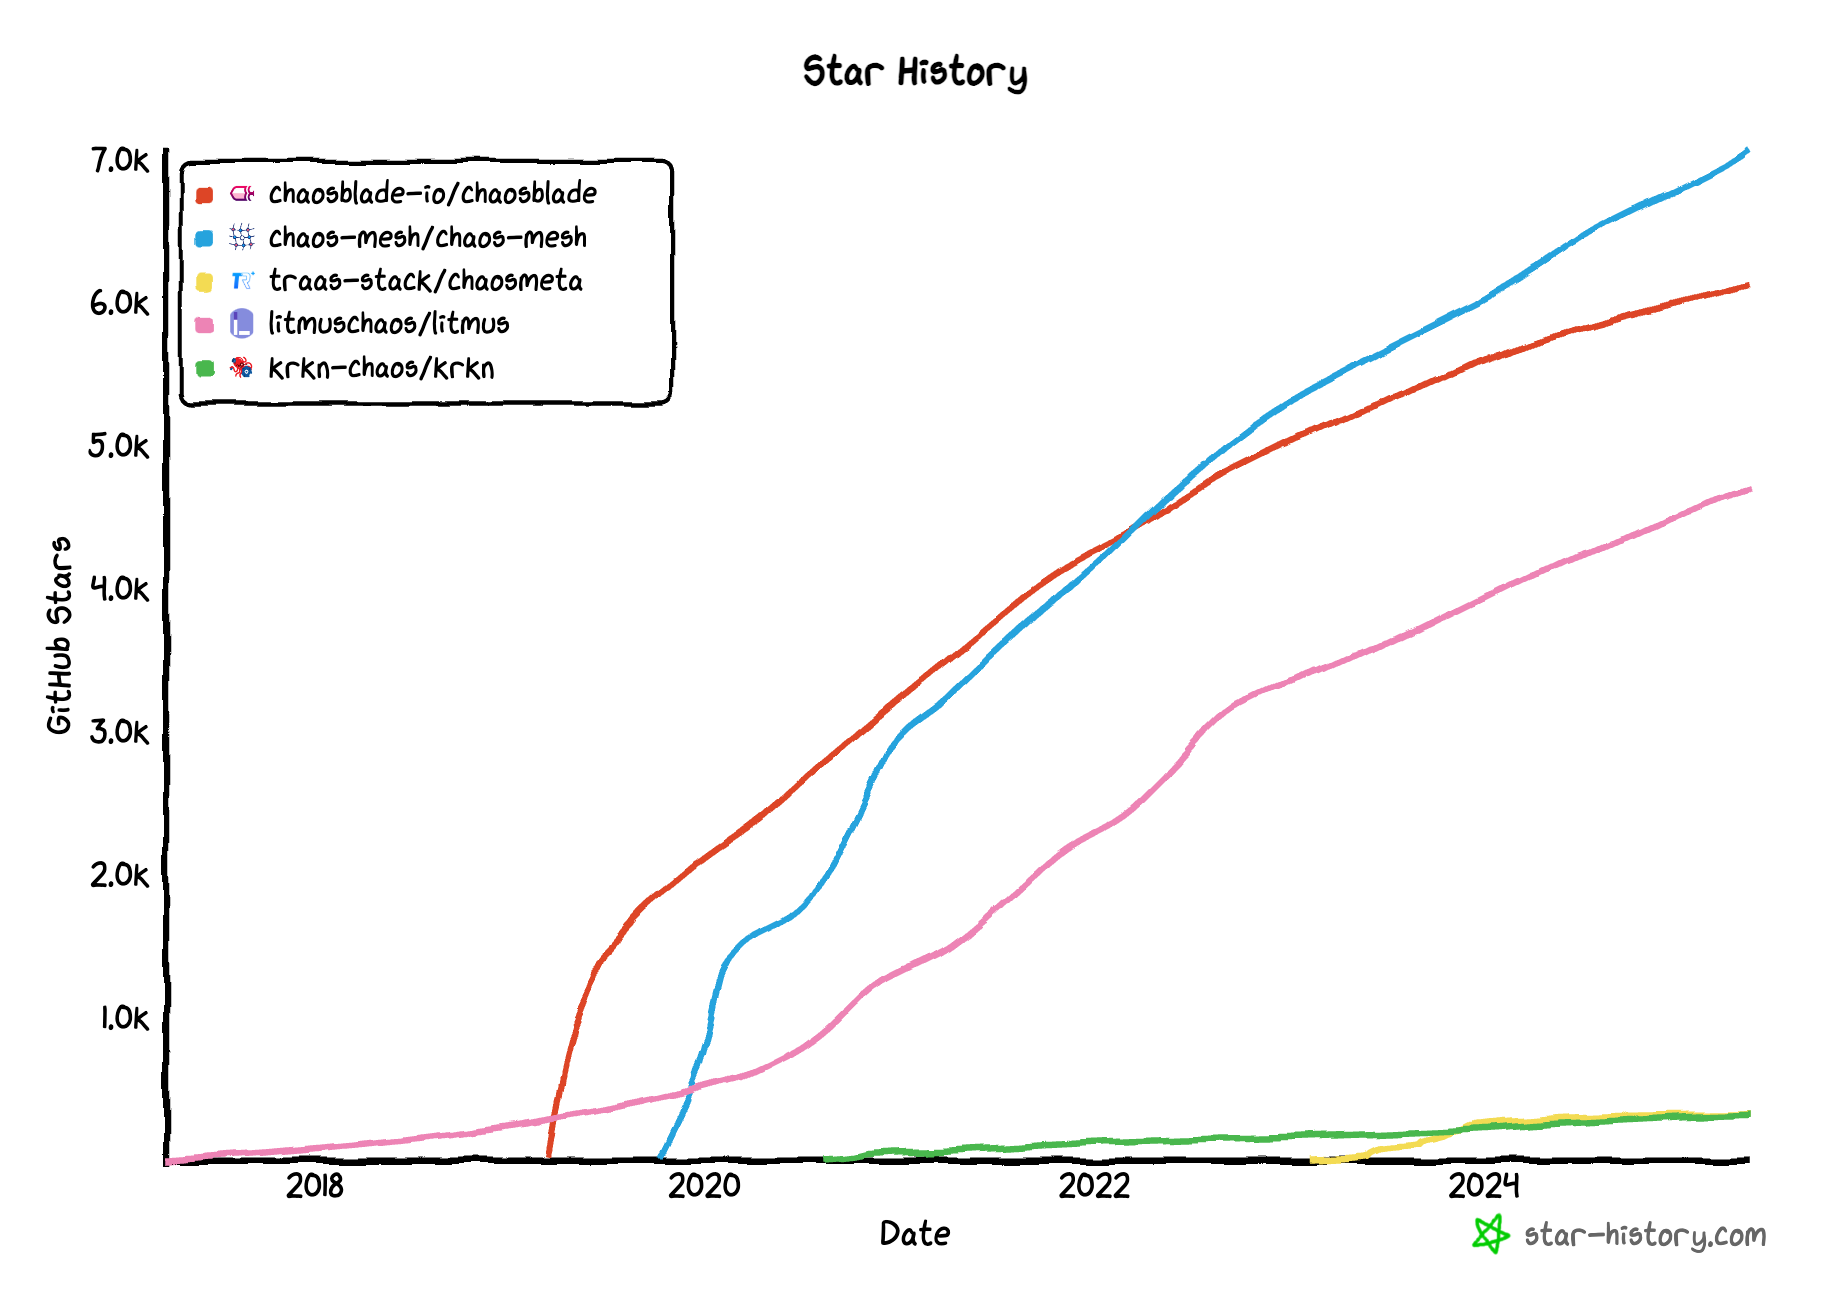 Star History
7.0k
6.0k
5.0k
4.0k
3.0k
2.0k
1.0k
GitHub Stars
chaosblade-io/chaosblade
chaos-mesh/chaos-mesh
TR traas-stack/chaosmeta
litmuschaos/litmus
krkn-chaos/krkn
2018 2020 2022 2024
Date
star-history.com